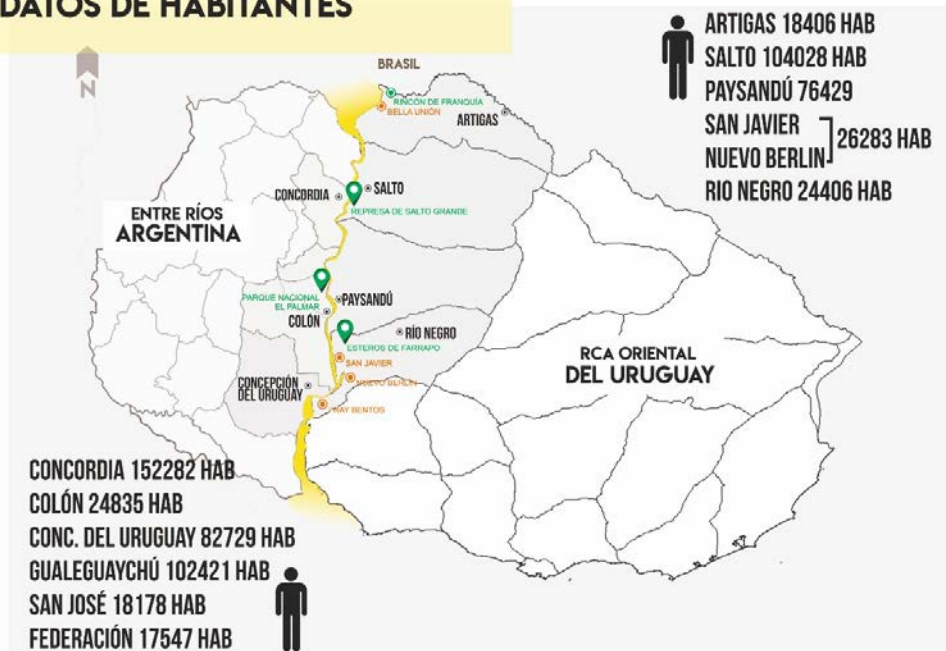 DATOS DE HABITANTES
ARTIGAS 18406 HAB
SALTO 104028 HAB
PAYSANDÚ 76429
SAN JAVIER
NUEVO BERLIN
26283 HAB
RIO NEGRO 24406 HAB
N
BRASIL
RINCÓN DE FRANQUÍA
BELLA UNIÓN
ARTIGAS
CONCORDIA
SALTO
REPRESA DE SALTO GRANDE
ENTRE RÍOS
ARGENTINA
PARQUE NACIONAL
EL PALMAR
PAYSANDÚ
COLÓN
RÍO NEGRO
ESTEROS DE FARRAPO
SAN JAVIER
NUEVO BERLIN
CONCEPCIÓN
DEL URUGUAY
RAY BENTOS
RCA ORIENTAL
DEL URUGUAY
CONCORDIA 152282 HAB
COLÓN 24835 HAB
CONC. DEL URUGUAY 82729 HAB
GUALEGUAYCHÚ 102421 HAB
SAN JOSÉ 18178 HAB
FEDERACIÓN 17547 HAB